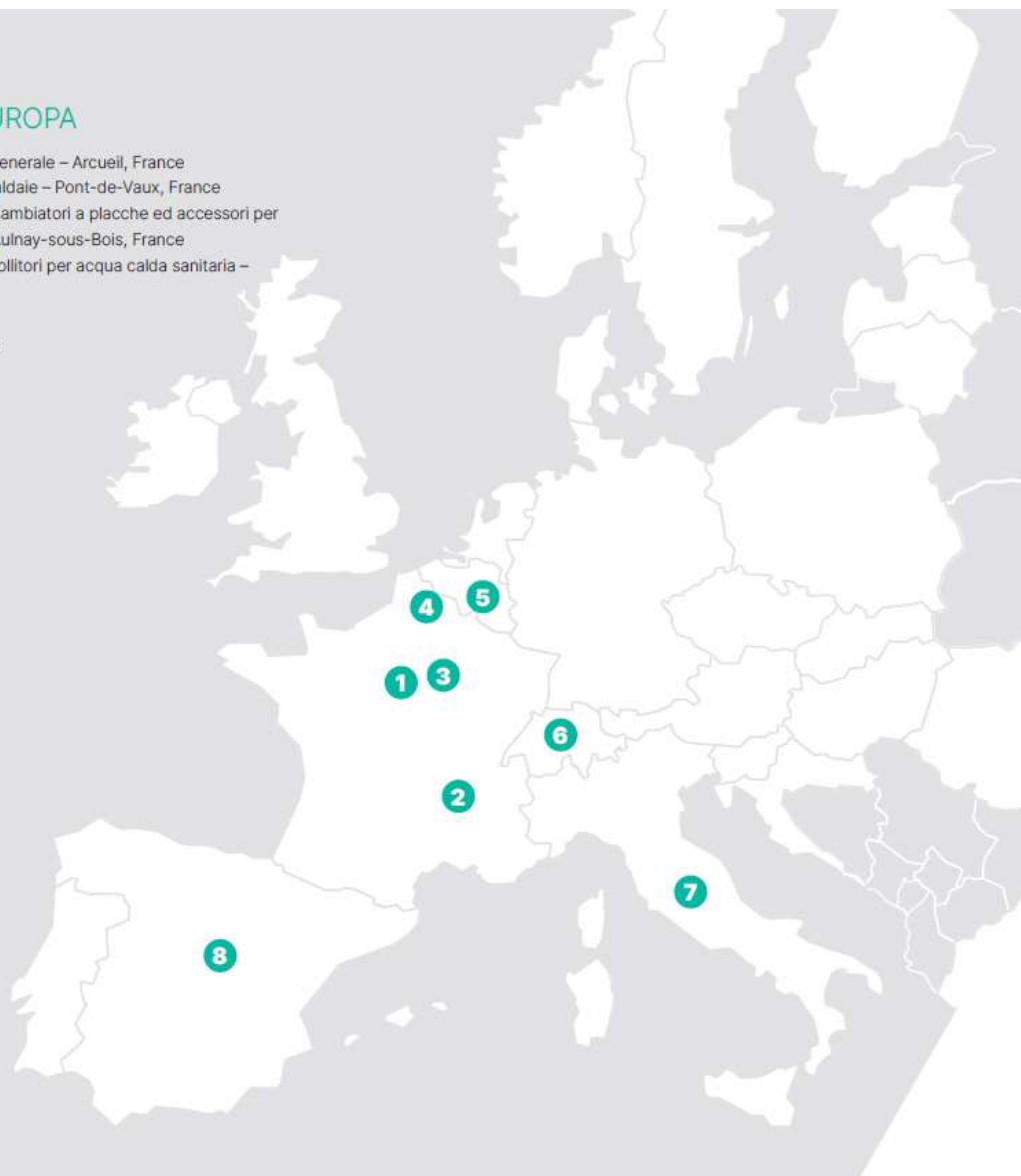 UROPA
enerale – Arcueil, France
ldaie – Pont-de-Vaux, France
ambiatori a placche ed accessori per
ulnay-sous-Bois, France
ollitori per acqua calda sanitaria –
4
5
1
3
6
2
7
8